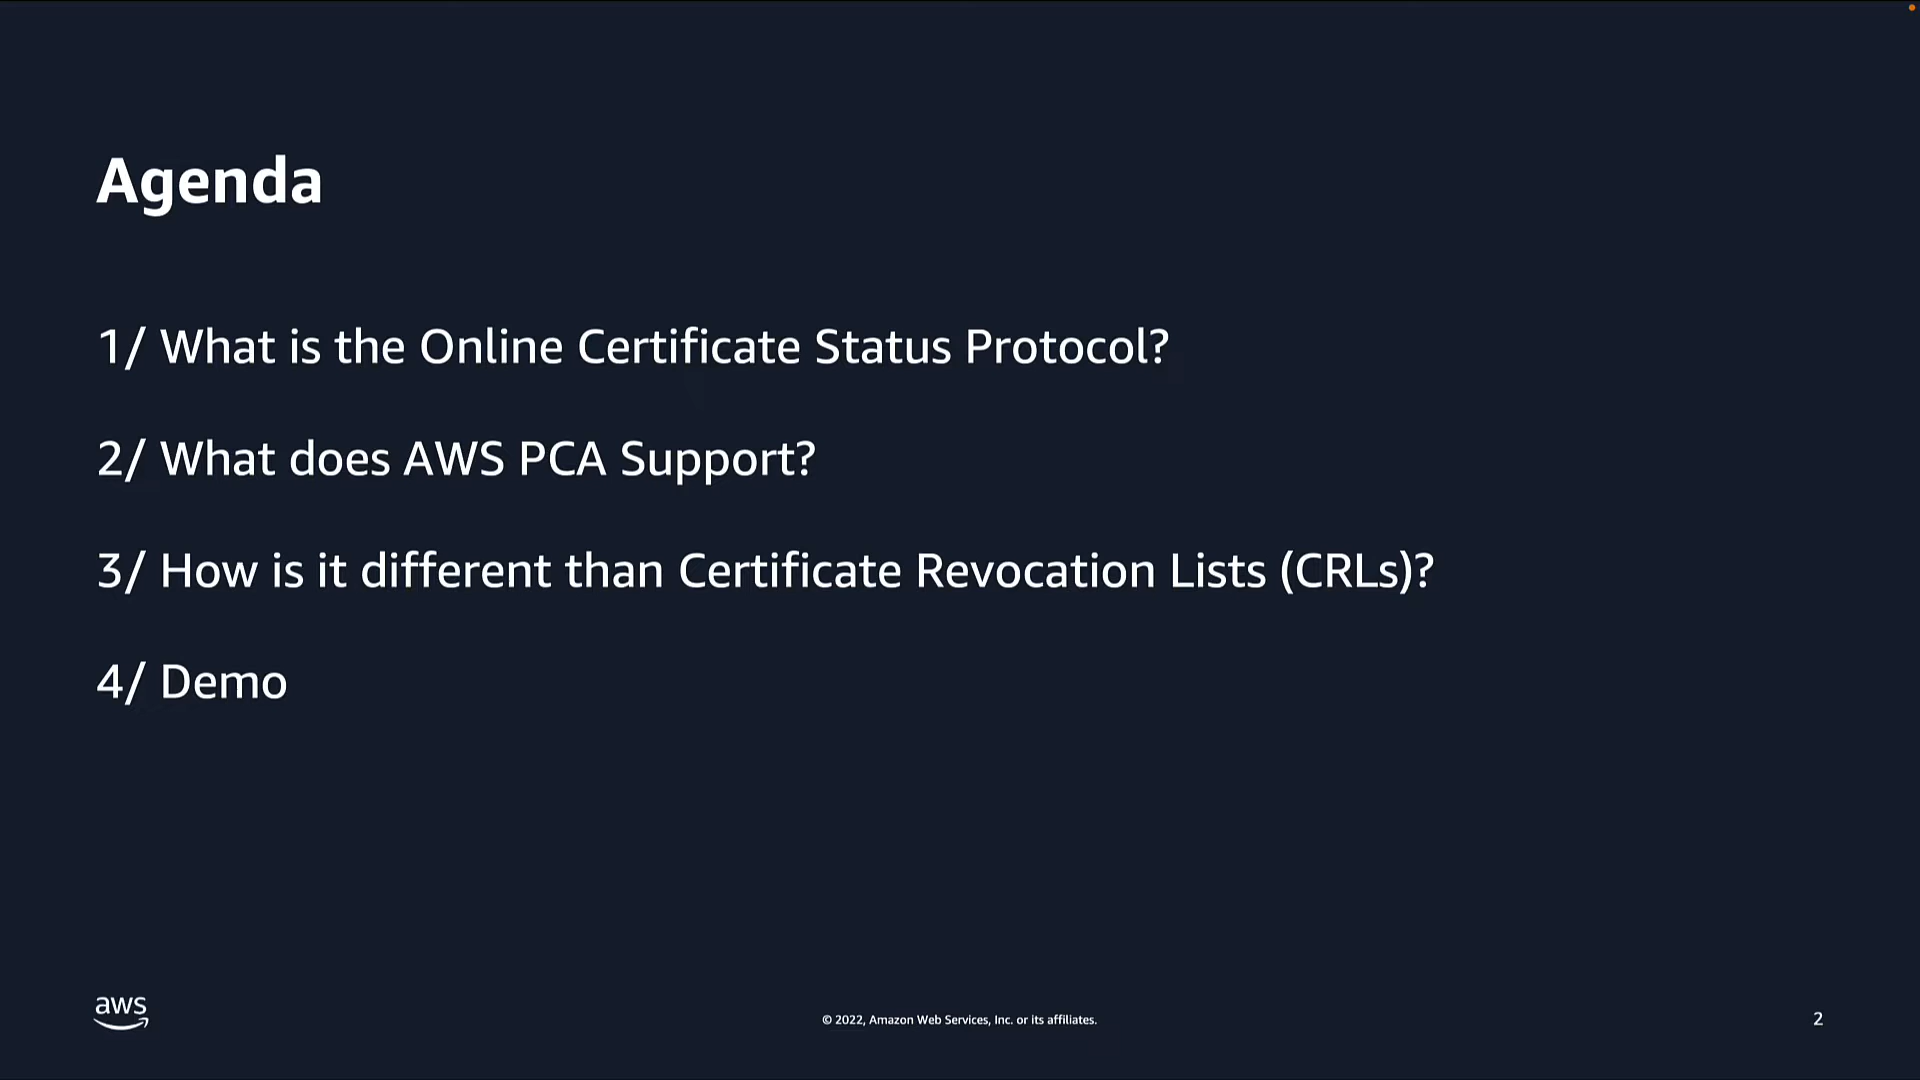 Agenda
1/ What is the Online Certificate Status Protocol?
2/ What does AWS PCA Support?
3/ How is it different than Certificate Revocation Lists (CRLs)?
4/ Demo
aws
© 2022, Amazon Web Services, Inc. or its affiliates.
2